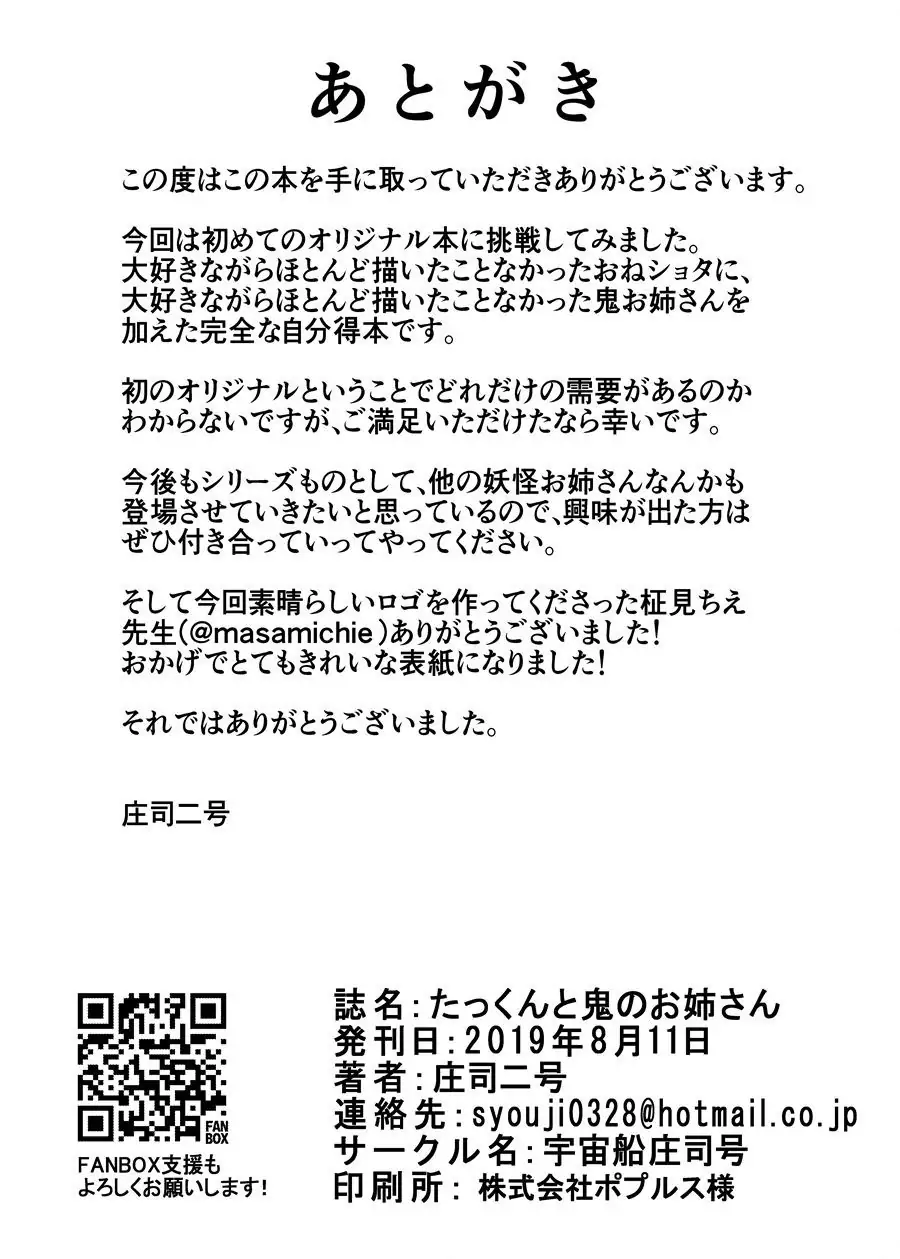 あとがき
この度はこの本を手に取っていただきありがとうございます。
今回は初めてのオリジナル本に挑戦してみました。
大好きながらほとんど描いたことなかったおねショタに、
大好きながらほとんど描いたことなかった鬼お姉さんを
加えた完全な自分得本です。
初のオリジナルということでどれだけの需要があるのか
わからないですが、ご満足いただけたなら幸いです。
今後もシリーズものとして、他の妖怪お姉さんなんかも
登場させていきたいと思っているので、興味が出た方は
ぜひ付き合っていってやってください。
そして今回素晴らしいロゴを作ってくださった柾見ちえ
先生(@masamichie)ありがとうございました!
おかげでとてもきれいな表紙になりました!
それではありがとうございました。
庄司二号
FAN
BOX
FANBOX支援も
よろしくお願いします!
誌名:たっくんと鬼のお姉さん
発刊日:2019年8月11日
著者:庄司二号
連絡先:syouji0328@hotmail.co.jp
サークル名:宇宙船庄司号
印刷所: 株式会社ポプルス様